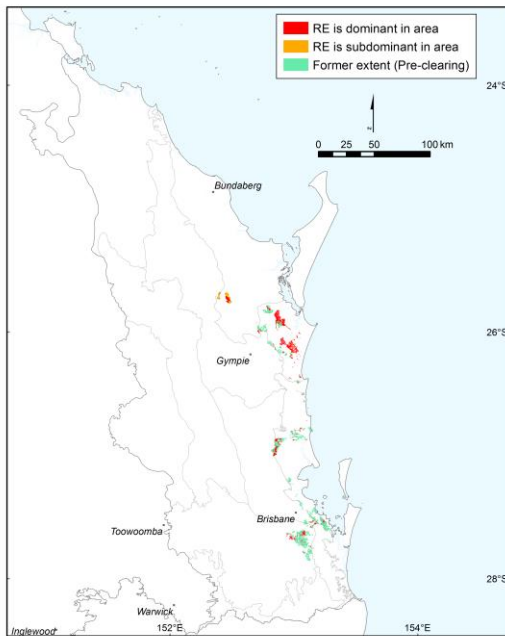 RE is dominant in area
RE is subdominant in area
Former extent (Pre-clearing)
24°S
N
0 25 50 100 km
Bundaberg
26°S
Gympie
Brisbane
Toowoomba
28°S
Warwick
152°E
154°E
Inglewood